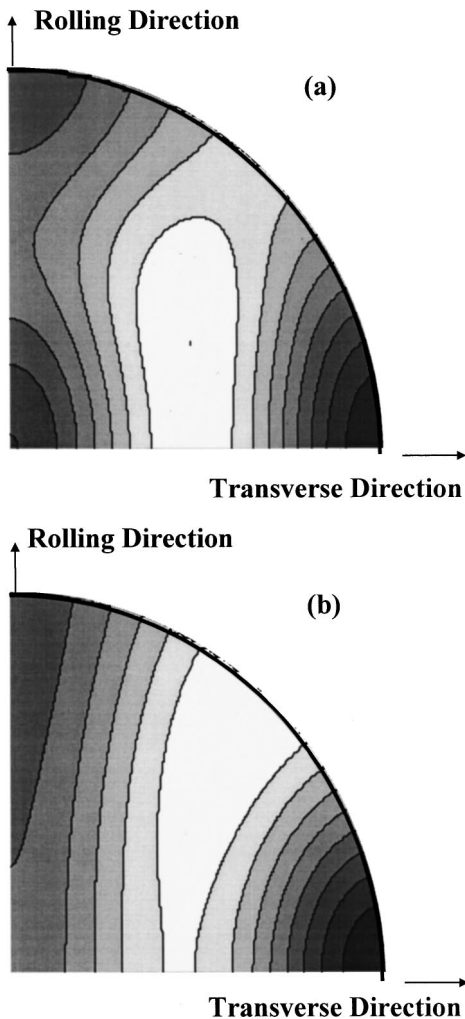 Rolling Direction
(a)
Transverse Direction
Rolling Direction
(b)
Transverse Direction